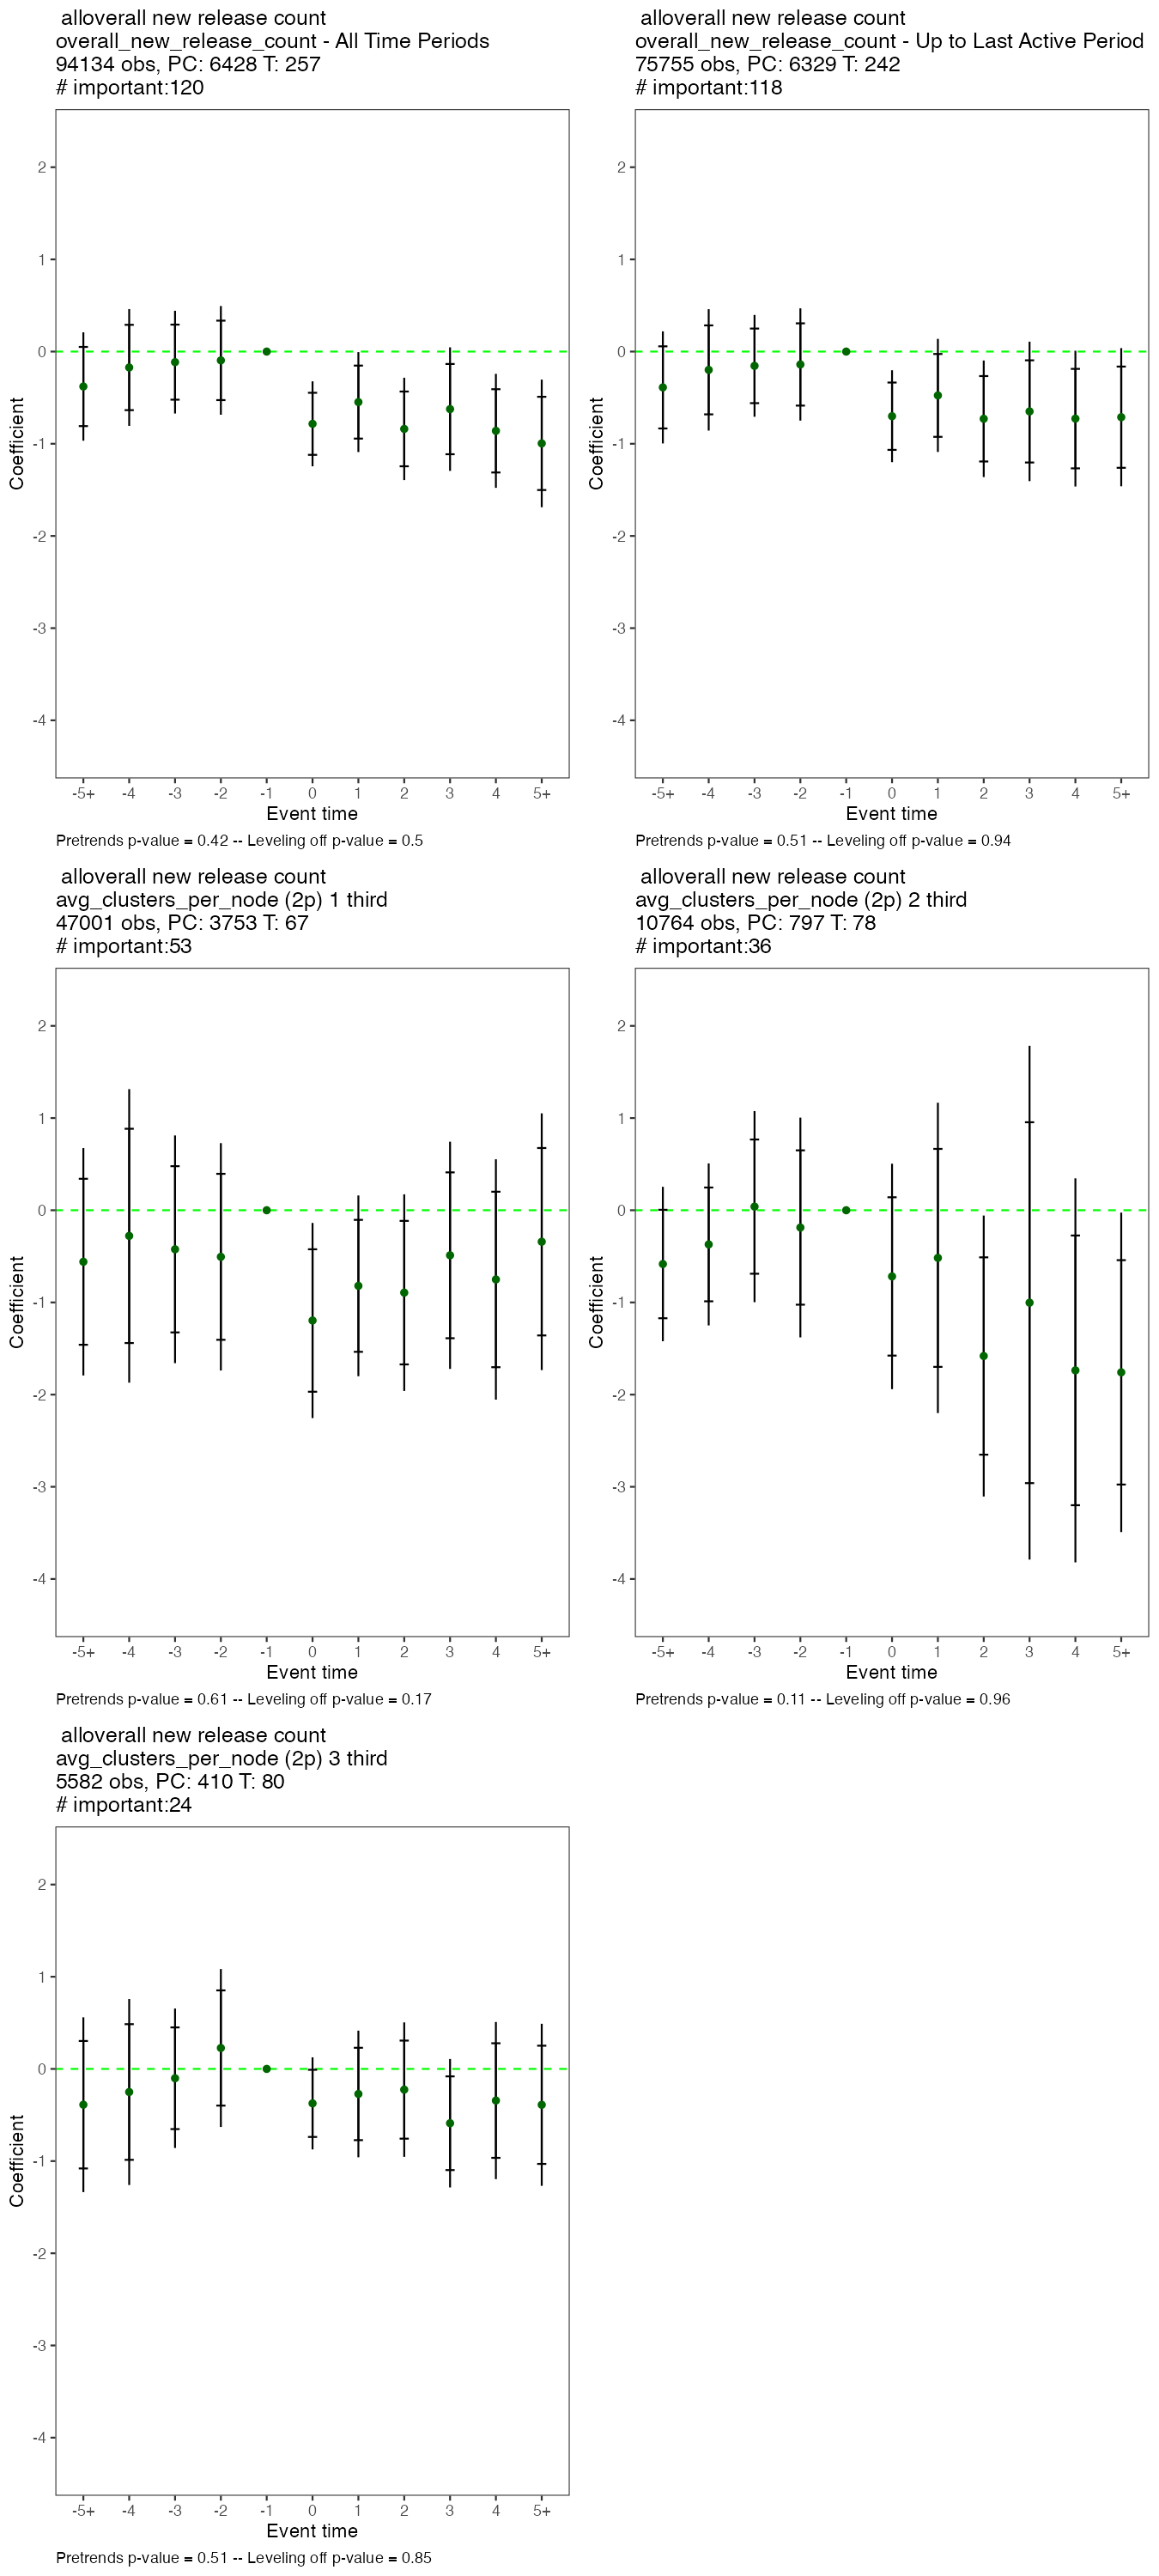 alloverall new release count
overall_new_release_count - All Time Periods
94134 obs, PC: 6428 T: 257
# important:120
2
1
0
-1
-2
-3
-4
Coefficient
-5+ -4 -3 -2 -1 0 1 2 3 4 5+
Event time
Pretrends p-value = 0.42 -- Leveling off p-value = 0.5
alloverall new release count
overall_new_release_count - Up to Last Active Period
75755 obs, PC: 6329 T: 242
# important:118
2
1
0
-1
-2
-3
-4
Coefficient
-5+ -4 -3 -2 -1 0 1 2 3 4 5+
Event time
Pretrends p-value = 0.51 -- Leveling off p-value = 0.94
alloverall new release count
avg_clusters_per_node (2p) 1 third
47001 obs, PC: 3753 T: 67
# important:53
2
1
0
-1
-2
-3
-4
Coefficient
-5+ -4 -3 -2 -1 0 1 2 3 4 5+
Event time
Pretrends p-value = 0.61 -- Leveling off p-value = 0.17
alloverall new release count
avg_clusters_per_node (2p) 2 third
10764 obs, PC: 797 T: 78
# important:36
2
1
0
-1
-2
-3
-4
Coefficient
-5+ -4 -3 -2 -1 0 1 2 3 4 5+
Event time
Pretrends p-value = 0.11 -- Leveling off p-value = 0.96
alloverall new release count
avg_clusters_per_node (2p) 3 third
5582 obs, PC: 410 T: 80
# important:24
2
1
0
-1
-2
-3
-4
Coefficient
-5+ -4 -3 -2 -1 0 1 2 3 4 5+
Event time
Pretrends p-value = 0.51 -- Leveling off p-value = 0.85